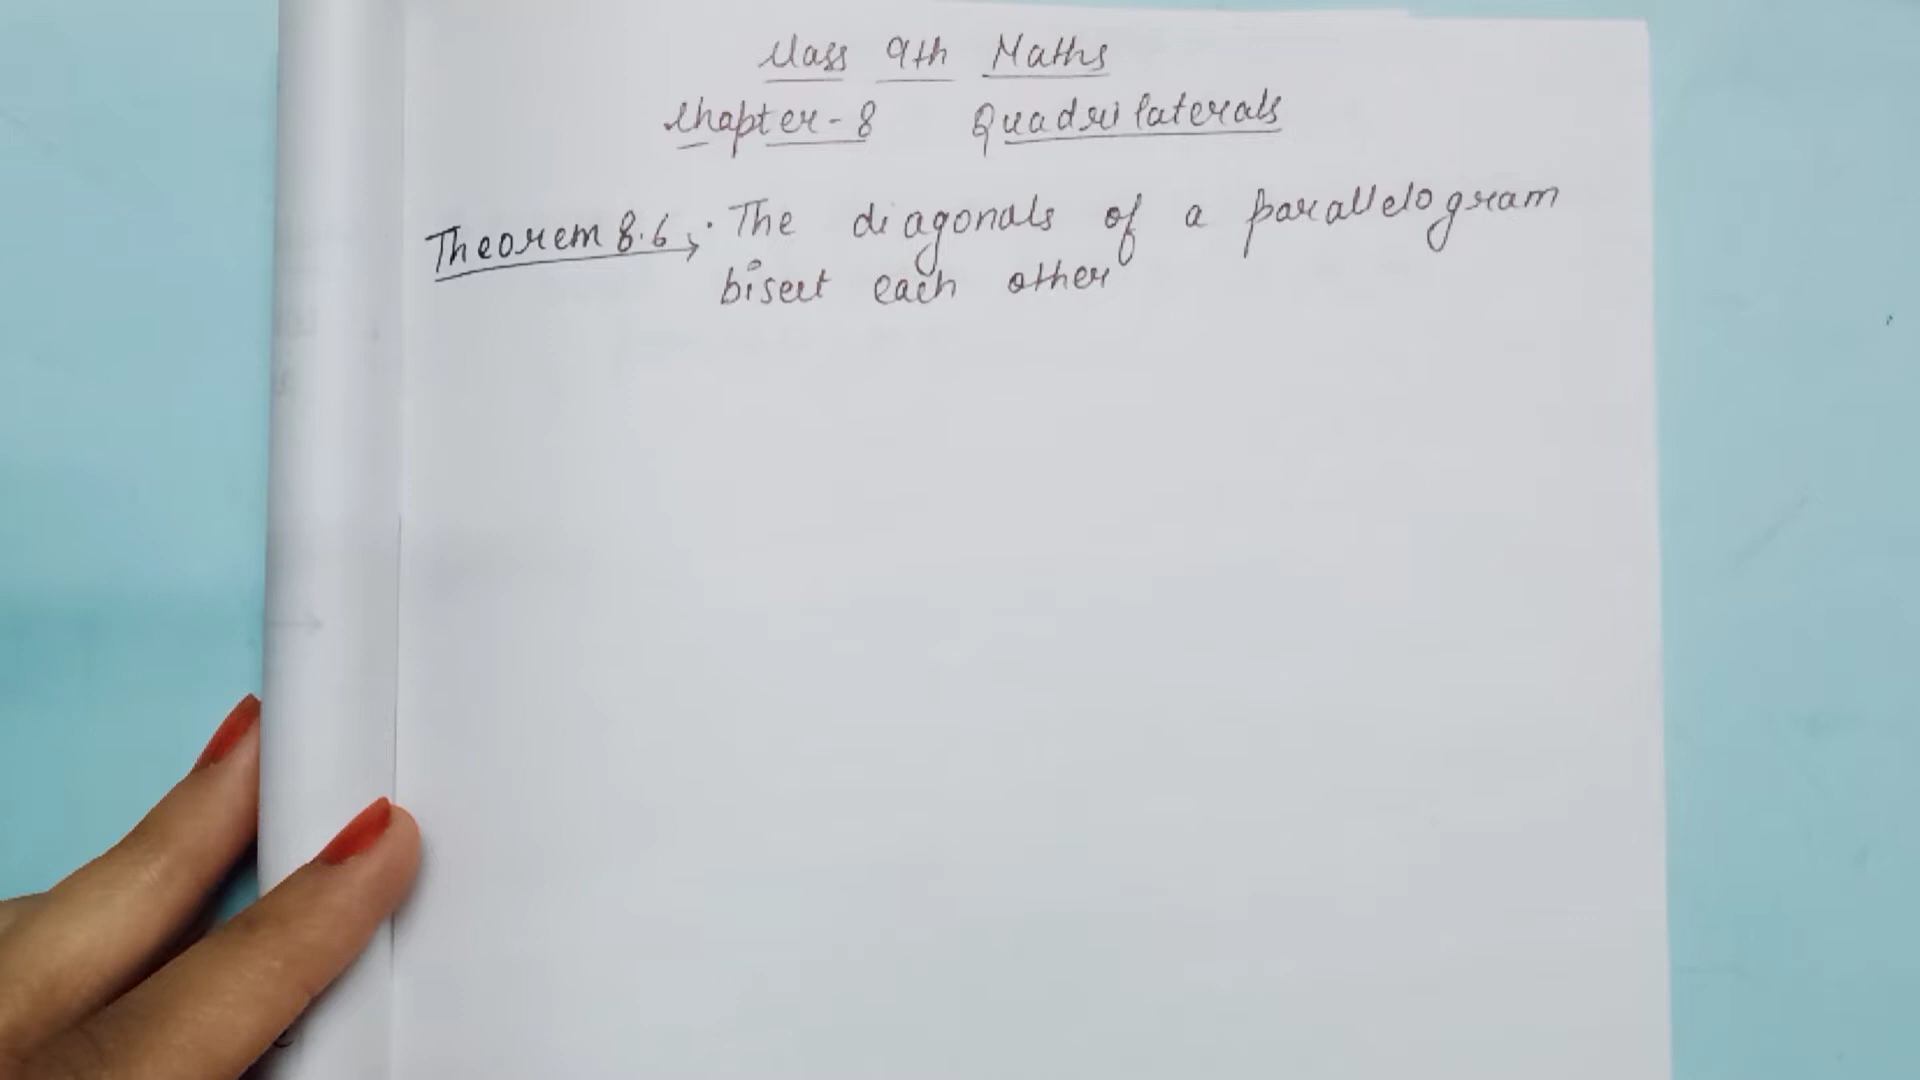 Class 9th Maths
Chapter-8 Quadrilaterals
Theorem 8.6 → The diagonals of a parallelogram
bisect each other